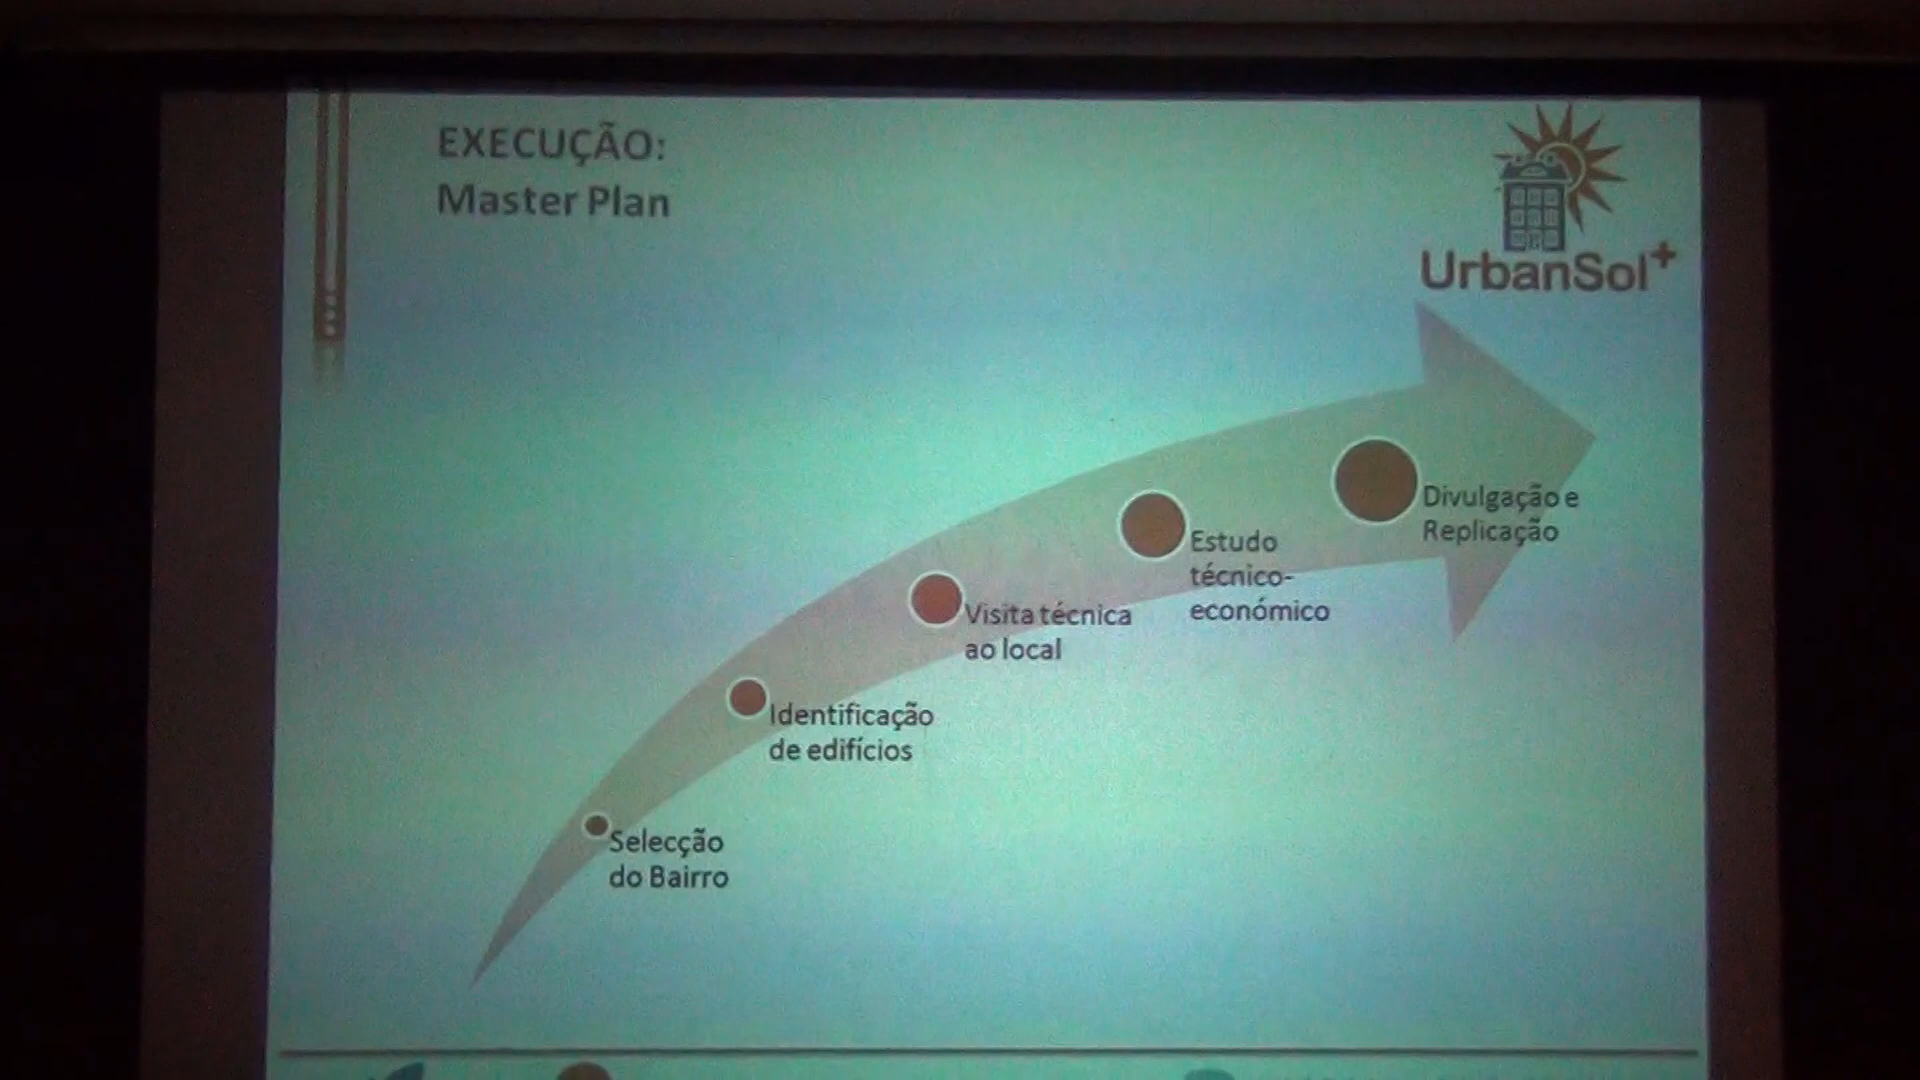 EXECUÇÃO:
Master Plan
UrbanSol+
Divulgação e
Replicação
Estudo
técnico-
económico
Visita técnica
ao local
Identificação
de edifícios
Selecção
do Bairro